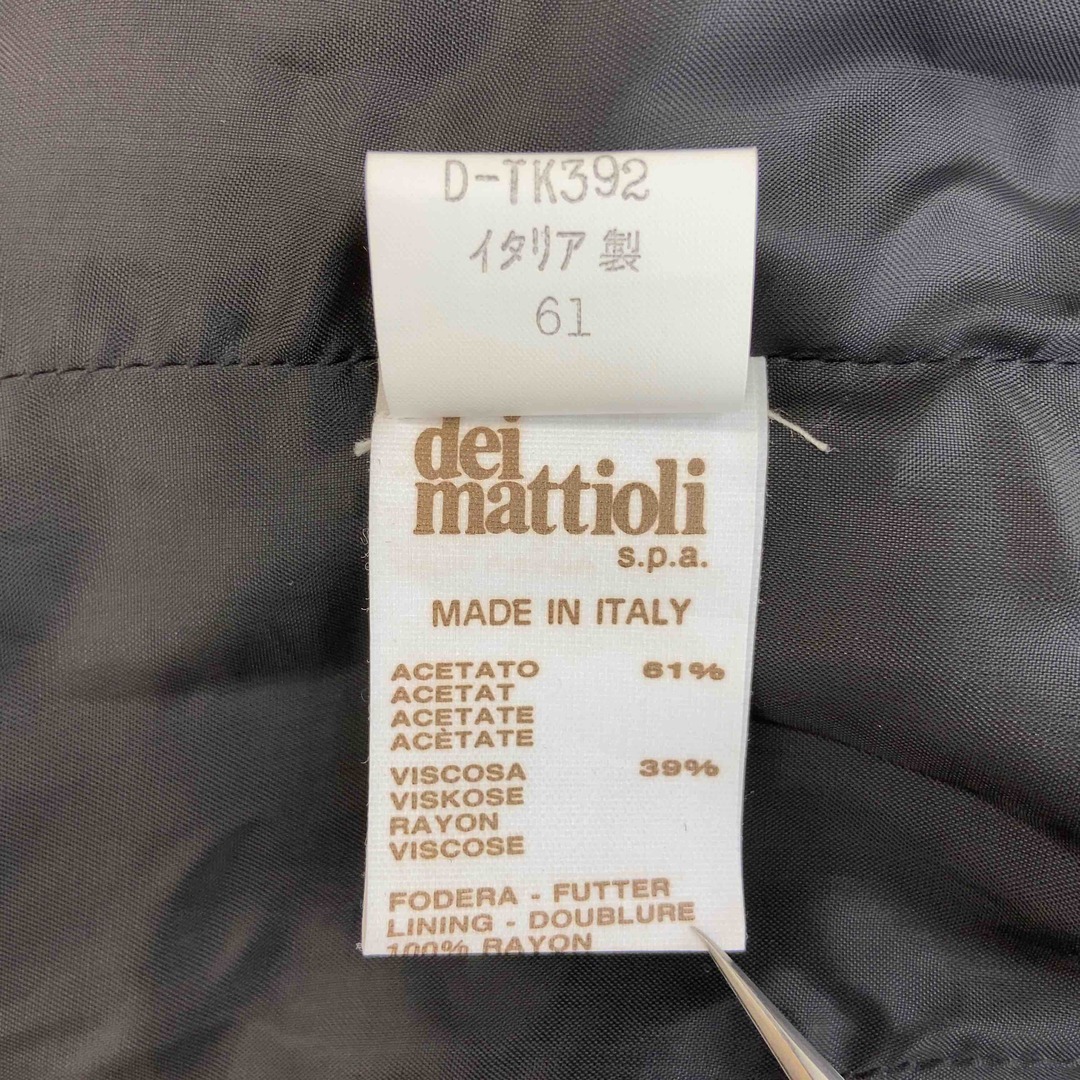 D-TK392
イタリア製
61
dei
mattioli
s.p.a.
MADE IN ITALY
ACETATO 61%
ACETAT
ACETATE
ACÈTATE
VISCOSA 39%
VISKOSE
RAYON
VISCOSE
FODERA - FUTTER
LINING - DOUBLURE
100% RAYON